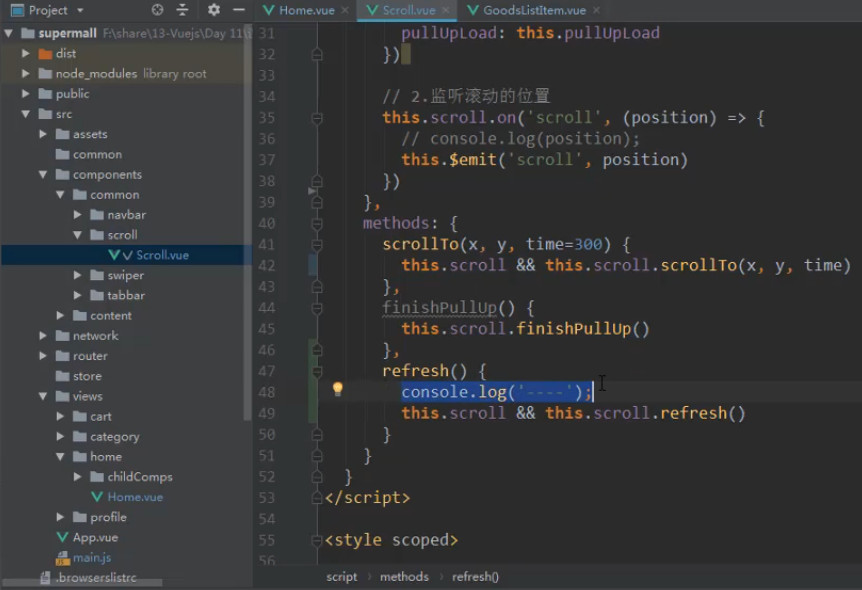 Project
Home.vue
Scroll.vue
GoodsListItem.vue
supermall F:\share\13-Vuejs\Day 11\
dist
node_modules library root
public
src
assets
common
components
common
navbar
scroll
Scroll.vue
swiper
tabbar
content
network
router
store
views
cart
category
home
childComps
Home.vue
profile
App.vue
main.js
.browserslistrc
31 pullUpLoad: this.pullUpLoad
32 })
33
34 // 2.监听滚动的位置
35 this.scroll.on('scroll', (position) => {
36 // console.log(position);
37 this.$emit('scroll', position)
38 })
39 },
40 methods: {
41 scrollTo(x, y, time=300) {
42 this.scroll && this.scroll.scrollTo(x, y, time)
43 },
44 finishPullUp() {
45 this.scroll.finishPullUp()
46 },
47 refresh() {
48 console.log('----');
49 this.scroll && this.scroll.refresh()
50 }
51 }
52 }
53 </script>
54
55 <style scoped>
56
script › methods › refresh()